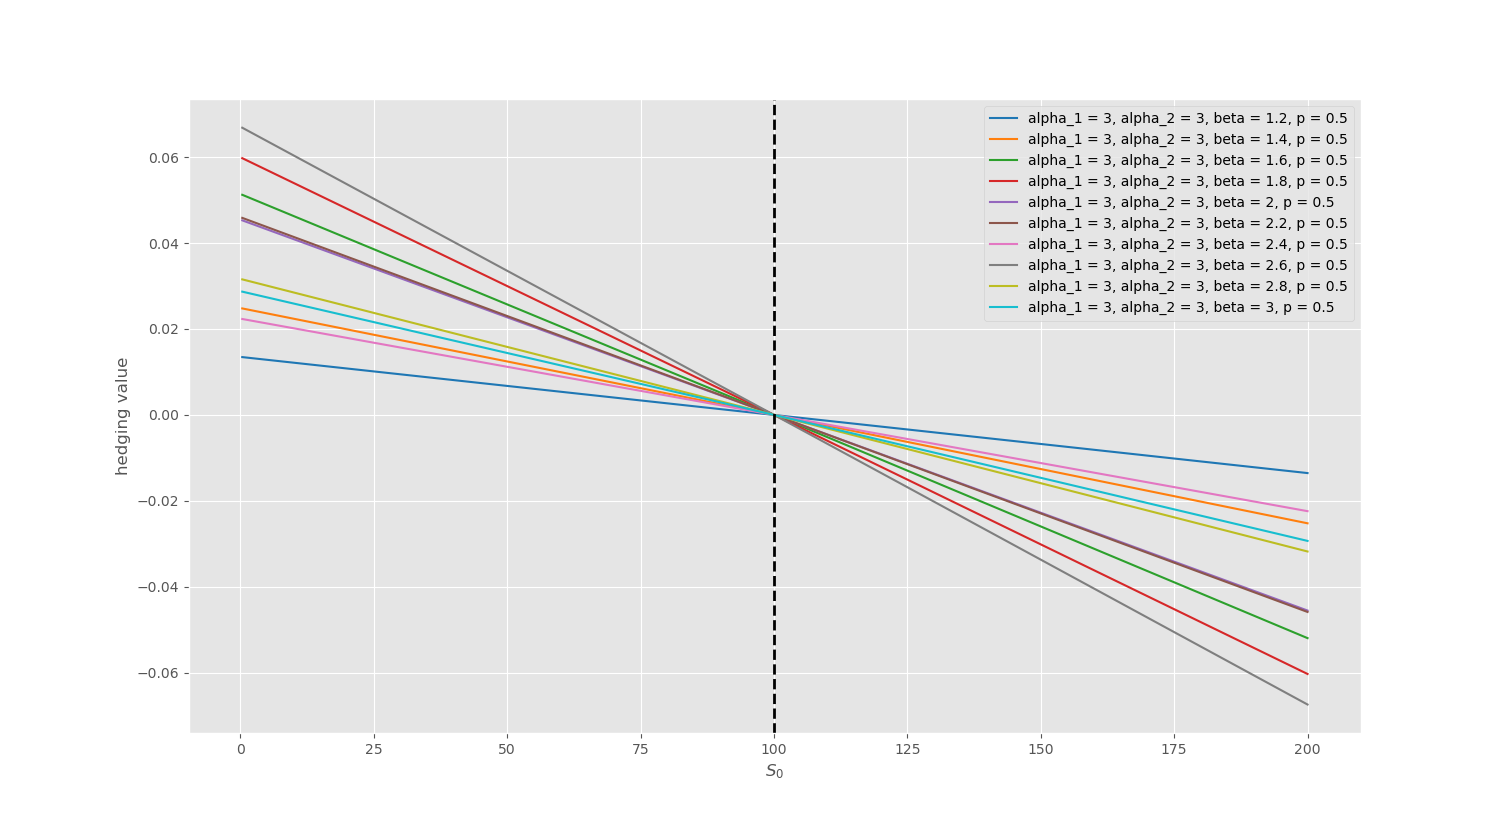 alpha_1 = 3, alpha_2 = 3, beta = 1.2, p = 0.5
alpha_1 = 3, alpha_2 = 3, beta = 1.4, p = 0.5
alpha_1 = 3, alpha_2 = 3, beta = 1.6, p = 0.5
alpha_1 = 3, alpha_2 = 3, beta = 1.8, p = 0.5
alpha_1 = 3, alpha_2 = 3, beta = 2, p = 0.5
alpha_1 = 3, alpha_2 = 3, beta = 2.2, p = 0.5
alpha_1 = 3, alpha_2 = 3, beta = 2.4, p = 0.5
alpha_1 = 3, alpha_2 = 3, beta = 2.6, p = 0.5
alpha_1 = 3, alpha_2 = 3, beta = 2.8, p = 0.5
alpha_1 = 3, alpha_2 = 3, beta = 3, p = 0.5
hedging value
0.06
0.04
0.02
0.00
−0.02
−0.04
−0.06
0 25 50 75 100 125 150 175 200
S₀